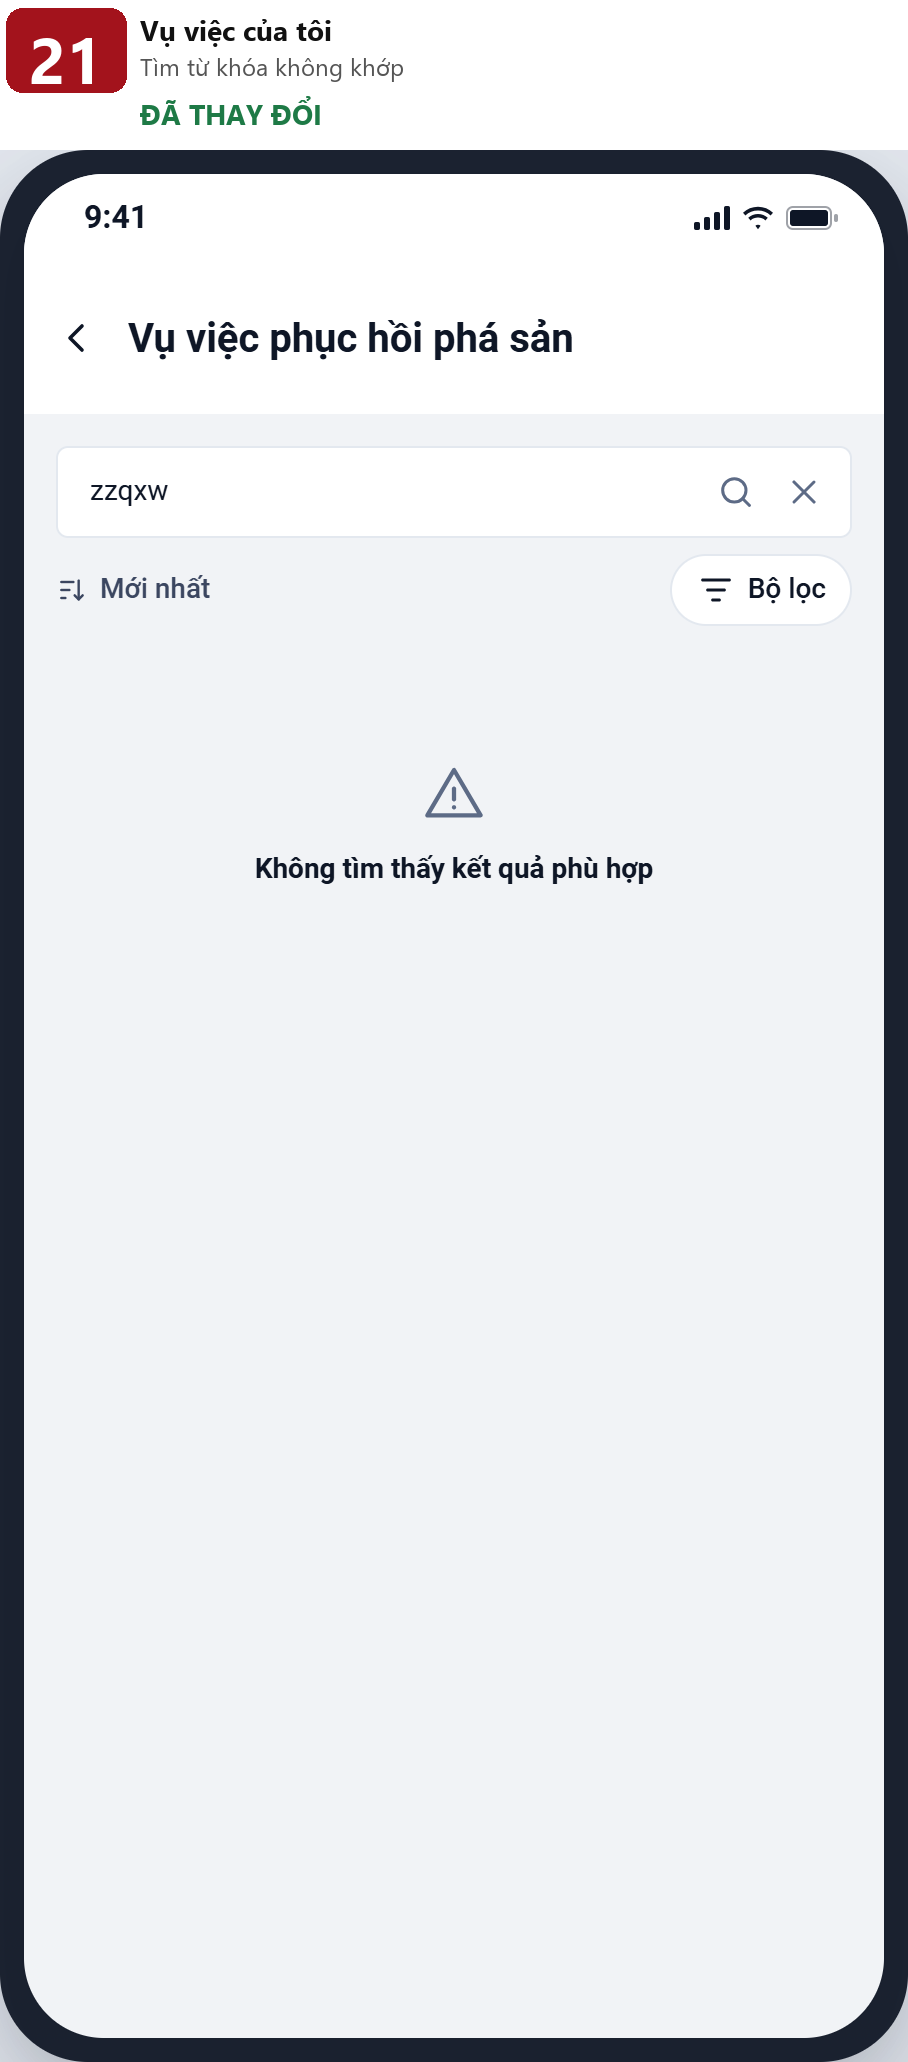 21
Vụ việc của tôi
Tìm từ khóa không khớp
ĐÃ THAY ĐỔI
9:41
Vụ việc phục hồi phá sản
zzqxw
Mới nhất
Bộ lọc
Không tìm thấy kết quả phù hợp